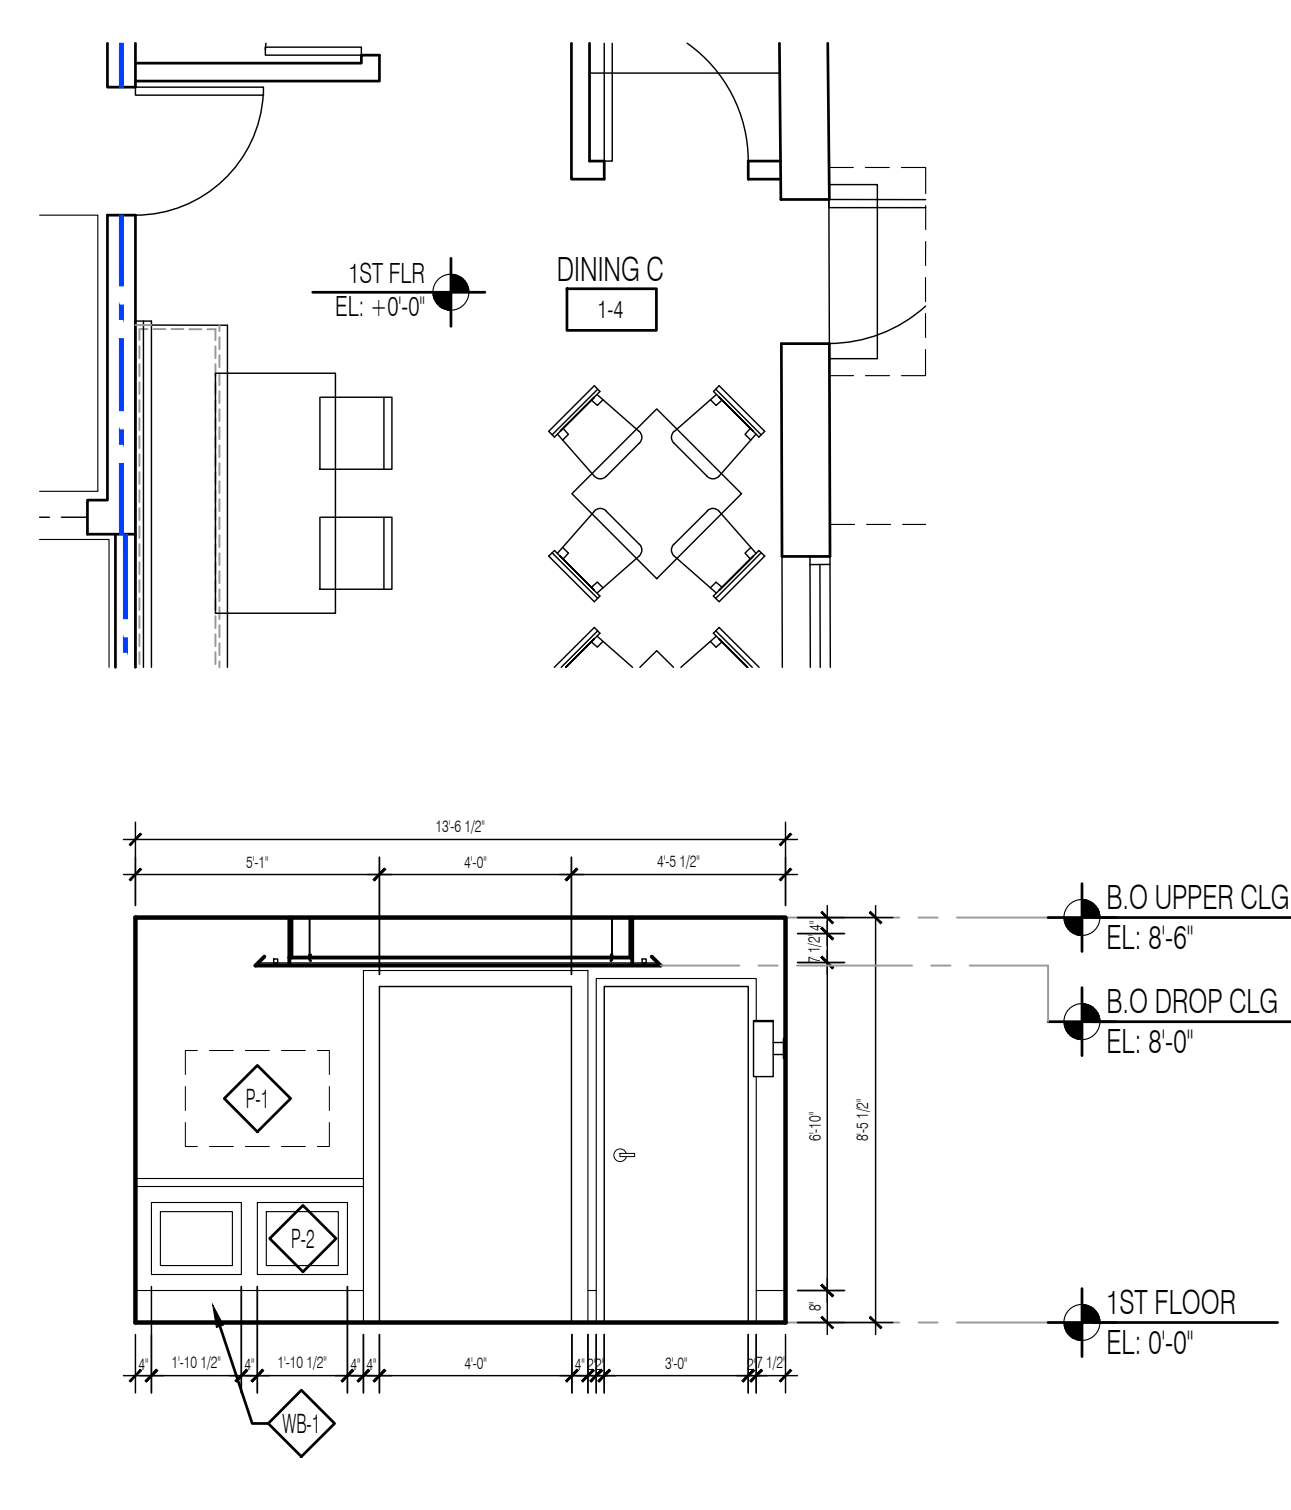 1ST FLR
EL: +0'-0"
DINING C
1-4
13'-6 1/2"
5'-1"
4'-0"
4'-5 1/2"
B.O UPPER CLG
EL: 8'-6"
4"
7 1/2"
B.O DROP CLG
EL: 8'-0"
P-1
6'-10"
8'-5 1/2"
P-2
8"
1ST FLOOR
EL: 0'-0"
4"
1'-10 1/2"
4"
1'-10 1/2"
4"
4"
4'-0"
4"
2"
2"
3'-0"
2"
7 1/2"
WB-1